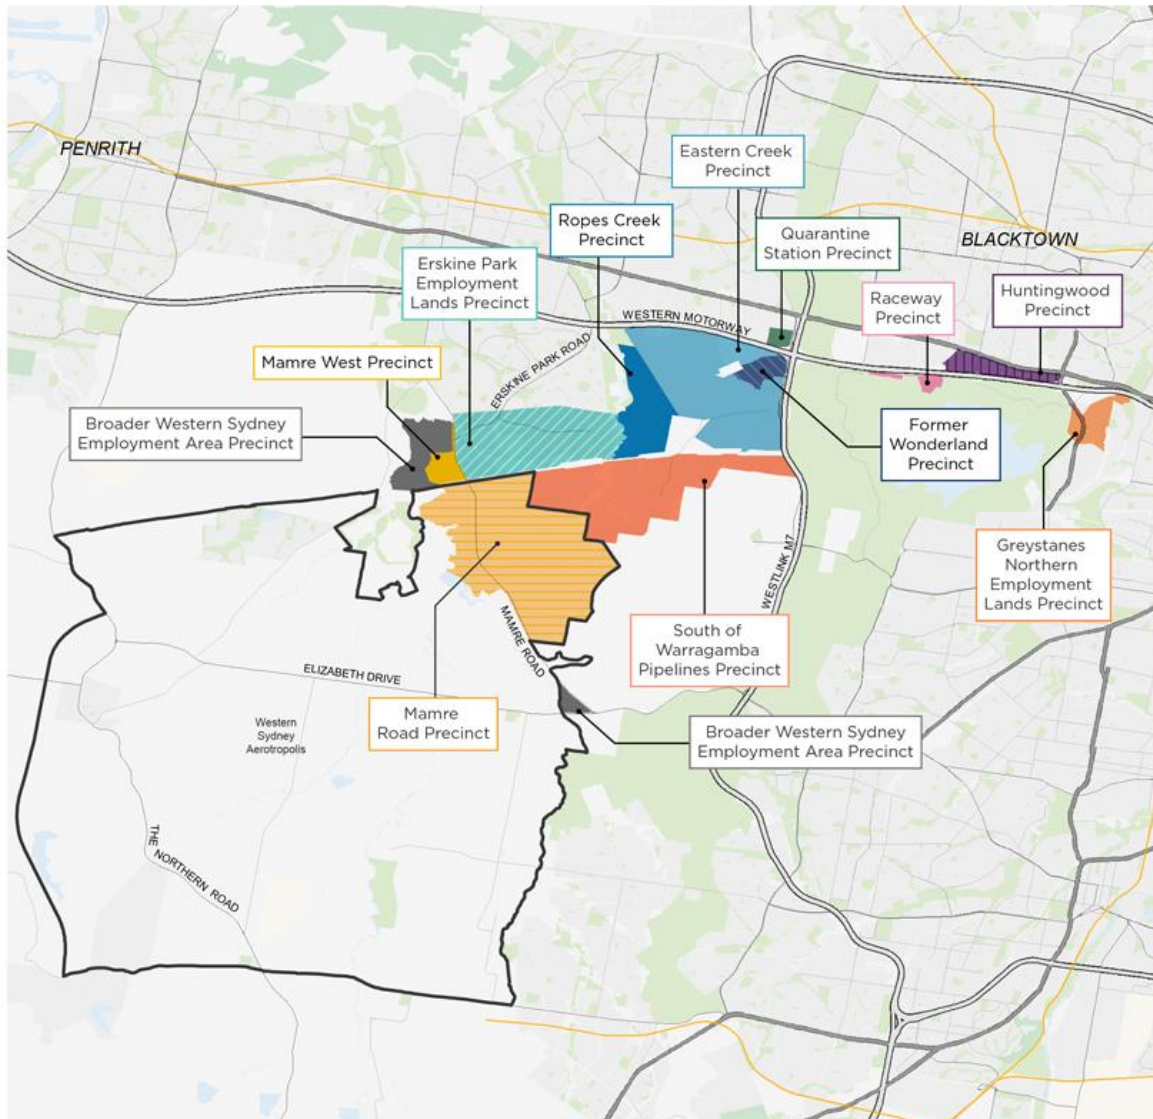 PENRITH
Eastern Creek
Precinct
Ropes Creek
Precinct
Quarantine
Station Precinct
BLACKTOWN
Erskine Park
Employment
Lands Precinct
Raceway
Precinct
Huntingwood
Precinct
WESTERN MOTORWAY
ERSKINE PARK ROAD
Mamre West Precinct
Broader Western Sydney
Employment Area Precinct
Former
Wonderland
Precinct
Greystanes
Northern
Employment
Lands Precinct
WESTLINK M7
MAMRE ROAD
South of
Warragamba
Pipelines Precinct
ELIZABETH DRIVE
Mamre
Road Precinct
Western
Sydney
Aerotropolis
Broader Western Sydney
Employment Area Precinct
THE NORTHERN ROAD